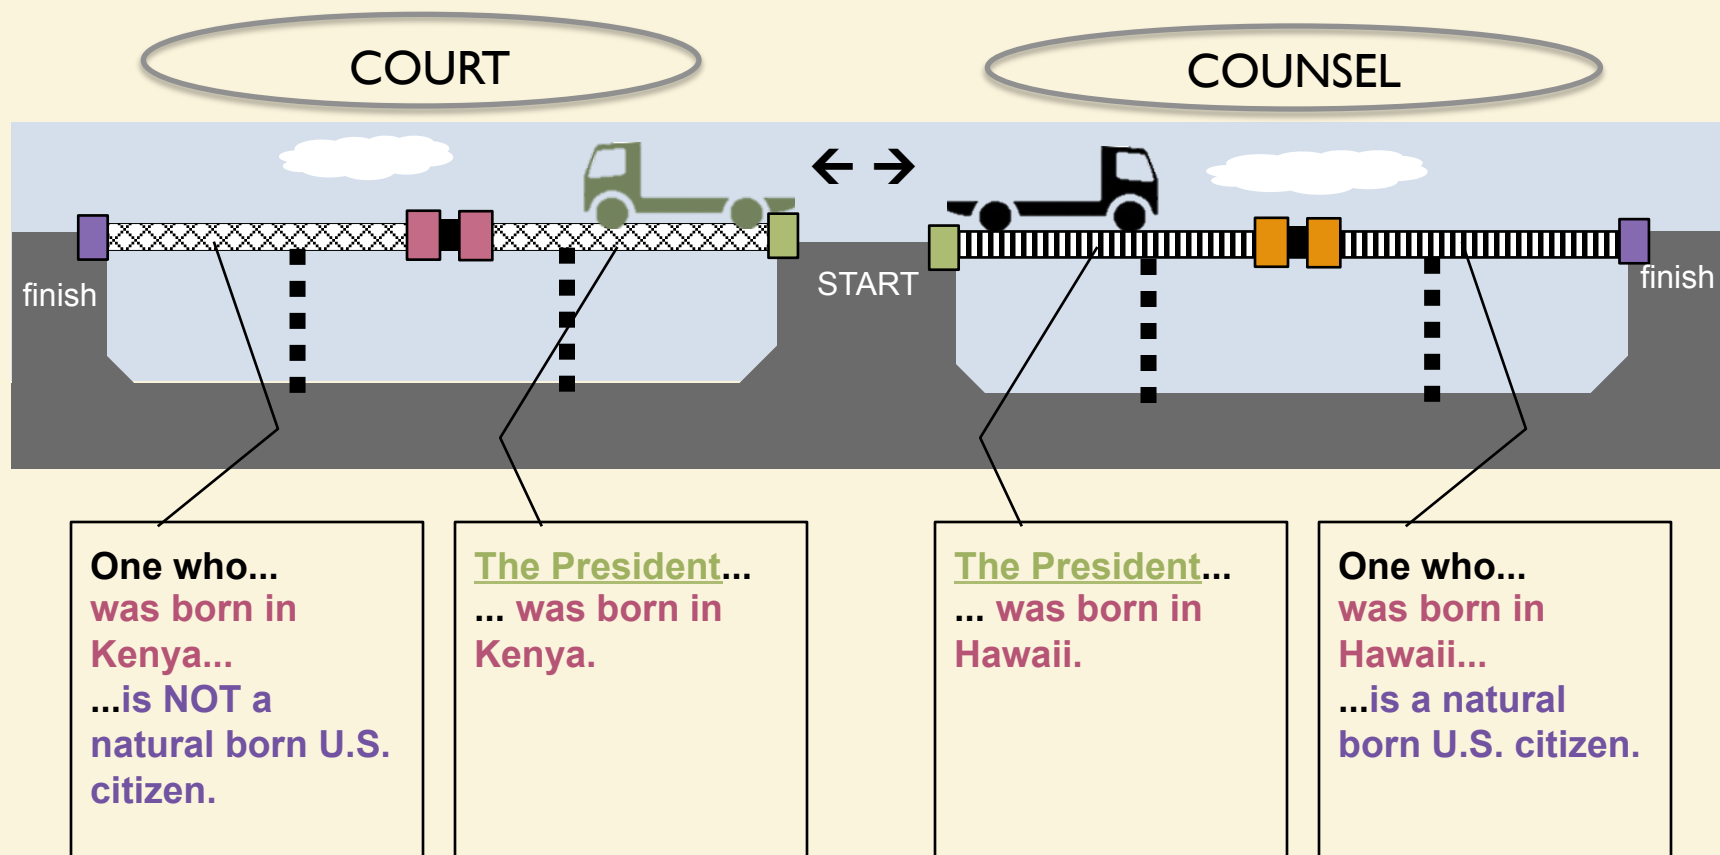 COURT
COUNSEL
finish
START
finish
One who...
was born in
Kenya...
...is NOT a
natural born U.S.
citizen.
The President...
... was born in
Kenya.
The President...
... was born in
Hawaii.
One who...
was born in
Hawaii...
...is a natural
born U.S. citizen.